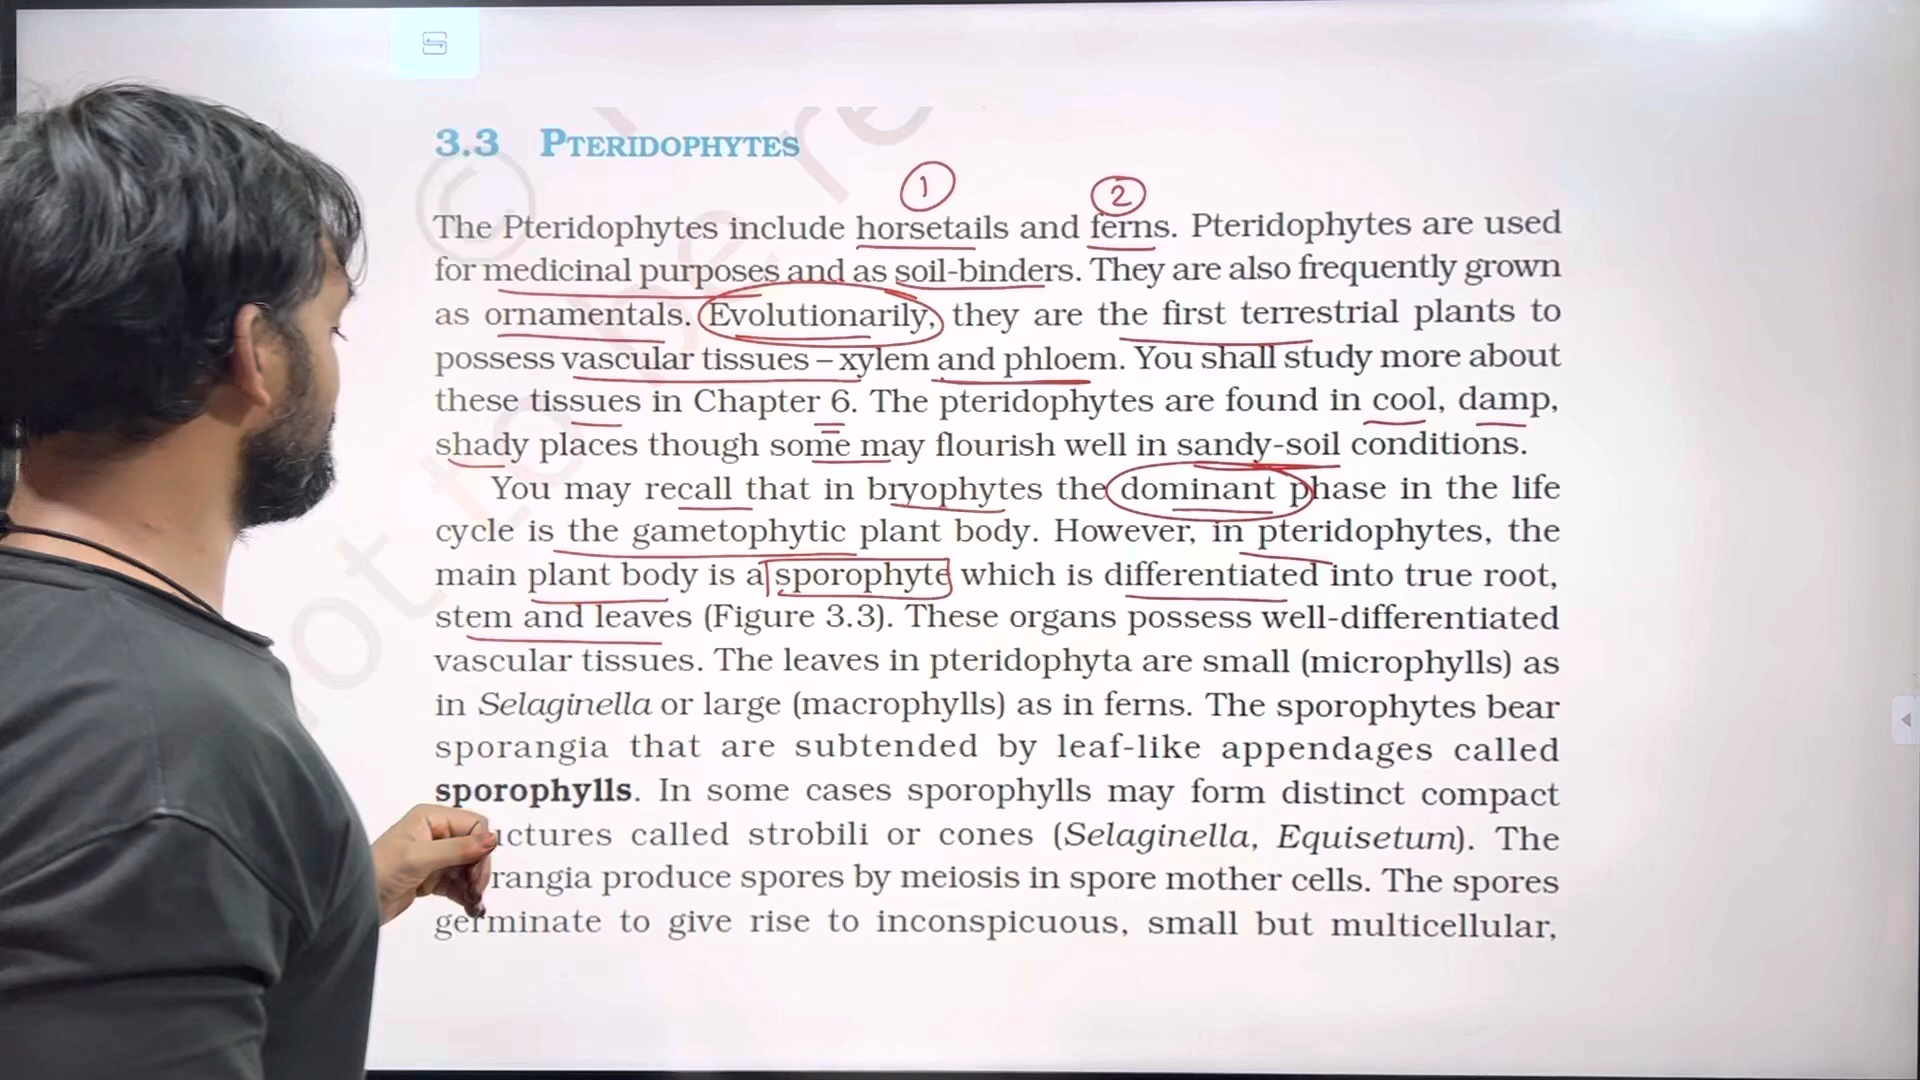 3.3 PTERIDOPHYTES
1 2
The Pteridophytes include horsetails and ferns. Pteridophytes are used
for medicinal purposes and as soil-binders. They are also frequently grown
as ornamentals. Evolutionarily, they are the first terrestrial plants to
possess vascular tissues – xylem and phloem. You shall study more about
these tissues in Chapter 6. The pteridophytes are found in cool, damp,
shady places though some may flourish well in sandy-soil conditions.
You may recall that in bryophytes the dominant phase in the life
cycle is the gametophytic plant body. However, in pteridophytes, the
main plant body is a sporophyte which is differentiated into true root,
stem and leaves (Figure 3.3). These organs possess well-differentiated
vascular tissues. The leaves in pteridophyta are small (microphylls) as
in Selaginella or large (macrophylls) as in ferns. The sporophytes bear
sporangia that are subtended by leaf-like appendages called
sporophylls. In some cases sporophylls may form distinct compact
called strobili or cones (Selaginella, Equisetum). The
produce spores by meiosis in spore mother cells. The spores
germinate to give rise to inconspicuous, small but multicellular,
© not to be re